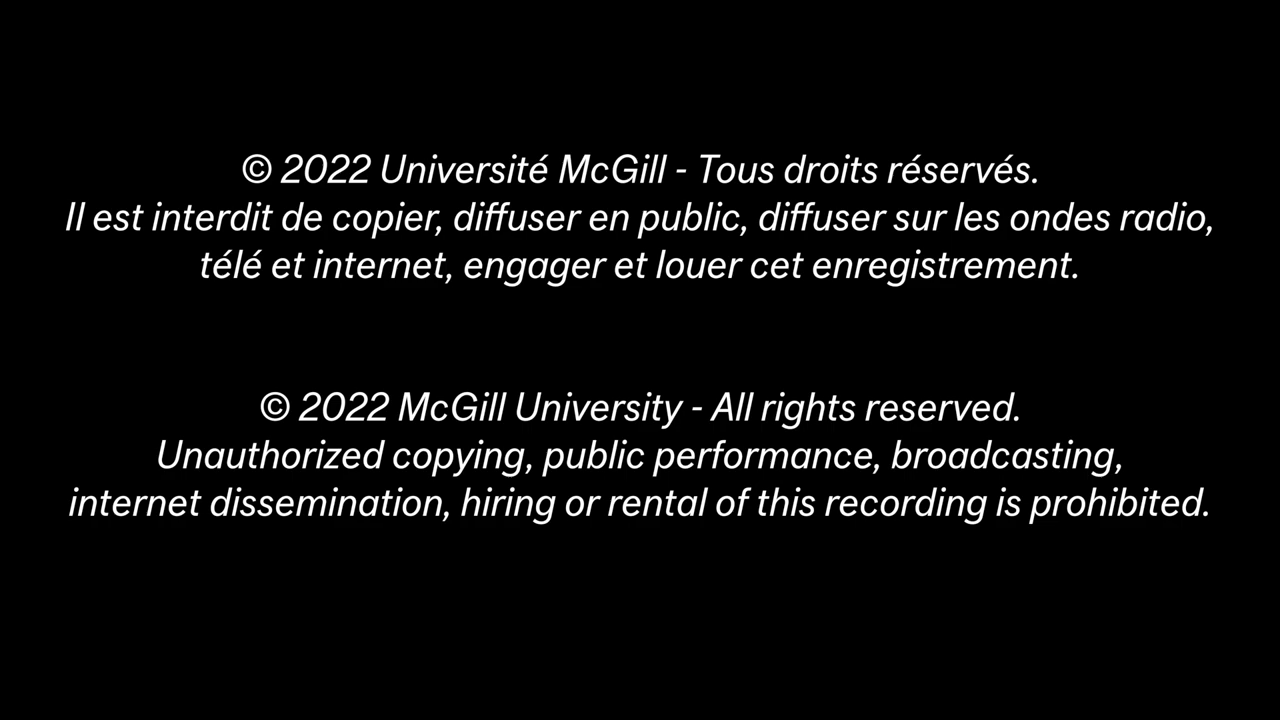 © 2022 Université McGill - Tous droits réservés.
Il est interdit de copier, diffuser en public, diffuser sur les ondes radio,
télé et internet, engager et louer cet enregistrement.
© 2022 McGill University - All rights reserved.
Unauthorized copying, public performance, broadcasting,
internet dissemination, hiring or rental of this recording is prohibited.